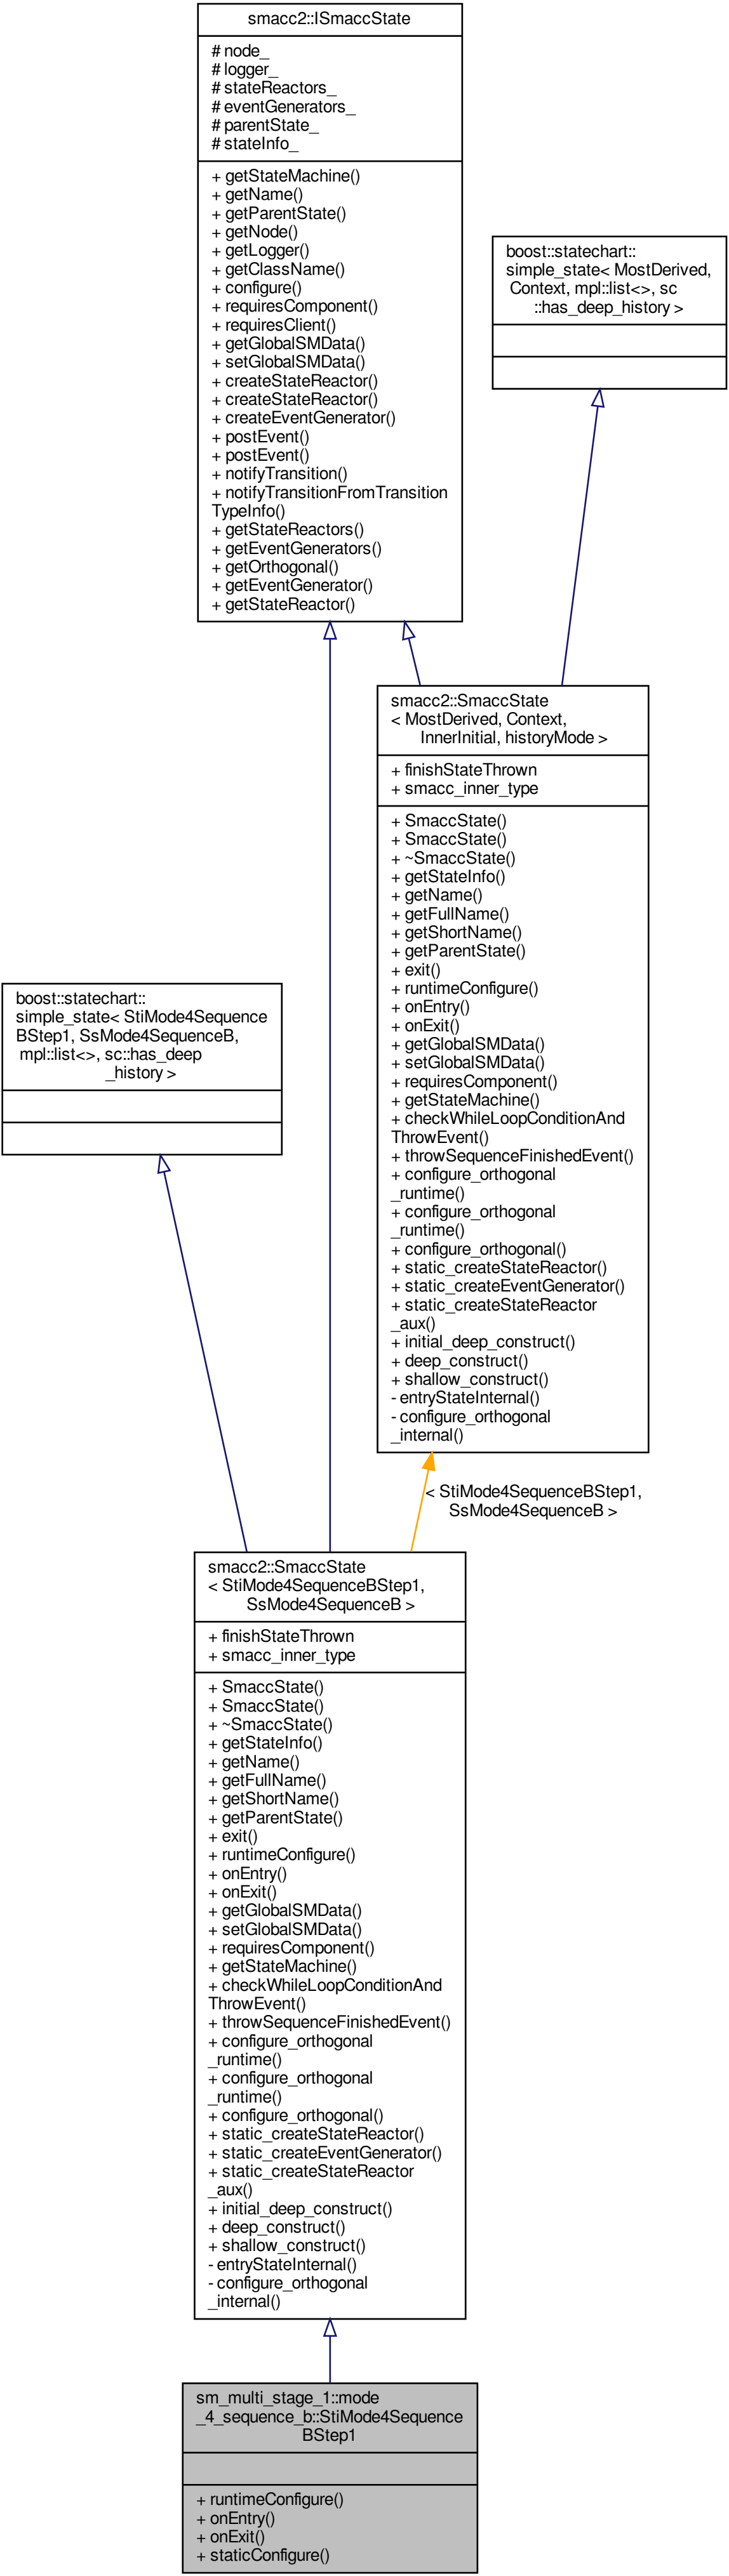 smacc2::ISmaccState
# node_
# logger_
# stateReactors_
# eventGenerators_
# parentState_
# stateInfo_
+ getStateMachine()
+ getName()
+ getParentState()
+ getNode()
+ getLogger()
+ getClassName()
+ configure()
+ requiresComponent()
+ requiresClient()
+ getGlobalSMData()
+ setGlobalSMData()
+ createStateReactor()
+ createStateReactor()
+ createEventGenerator()
+ postEvent()
+ postEvent()
+ notifyTransition()
+ notifyTransitionFromTransition
TypeInfo()
+ getStateReactors()
+ getEventGenerators()
+ getOrthogonal()
+ getEventGenerator()
+ getStateReactor()
boost::statechart::
simple_state< MostDerived,
Context, mpl::list<>, sc
::has_deep_history >
smacc2::SmaccState
< MostDerived, Context,
InnerInitial, historyMode >
+ finishStateThrown
+ smacc_inner_type
+ SmaccState()
+ SmaccState()
+ ~SmaccState()
+ getStateInfo()
+ getName()
+ getFullName()
+ getShortName()
+ getParentState()
+ exit()
+ runtimeConfigure()
+ onEntry()
+ onExit()
+ getGlobalSMData()
+ setGlobalSMData()
+ requiresComponent()
+ getStateMachine()
+ checkWhileLoopConditionAnd
ThrowEvent()
+ throwSequenceFinishedEvent()
+ configure_orthogonal
_runtime()
+ configure_orthogonal
_runtime()
+ configure_orthogonal()
+ static_createStateReactor()
+ static_createEventGenerator()
+ static_createStateReactor
_aux()
+ initial_deep_construct()
+ deep_construct()
+ shallow_construct()
- entryStateInternal()
- configure_orthogonal
_internal()
boost::statechart::
simple_state< StiMode4Sequence
BStep1, SsMode4SequenceB,
mpl::list<>, sc::has_deep
_history >
< StiMode4SequenceBStep1,
SsMode4SequenceB >
smacc2::SmaccState
< StiMode4SequenceBStep1,
SsMode4SequenceB >
+ finishStateThrown
+ smacc_inner_type
+ SmaccState()
+ SmaccState()
+ ~SmaccState()
+ getStateInfo()
+ getName()
+ getFullName()
+ getShortName()
+ getParentState()
+ exit()
+ runtimeConfigure()
+ onEntry()
+ onExit()
+ getGlobalSMData()
+ setGlobalSMData()
+ requiresComponent()
+ getStateMachine()
+ checkWhileLoopConditionAnd
ThrowEvent()
+ throwSequenceFinishedEvent()
+ configure_orthogonal
_runtime()
+ configure_orthogonal
_runtime()
+ configure_orthogonal()
+ static_createStateReactor()
+ static_createEventGenerator()
+ static_createStateReactor
_aux()
+ initial_deep_construct()
+ deep_construct()
+ shallow_construct()
- entryStateInternal()
- configure_orthogonal
_internal()
sm_multi_stage_1::mode
_4_sequence_b::StiMode4Sequence
BStep1
+ runtimeConfigure()
+ onEntry()
+ onExit()
+ staticConfigure()